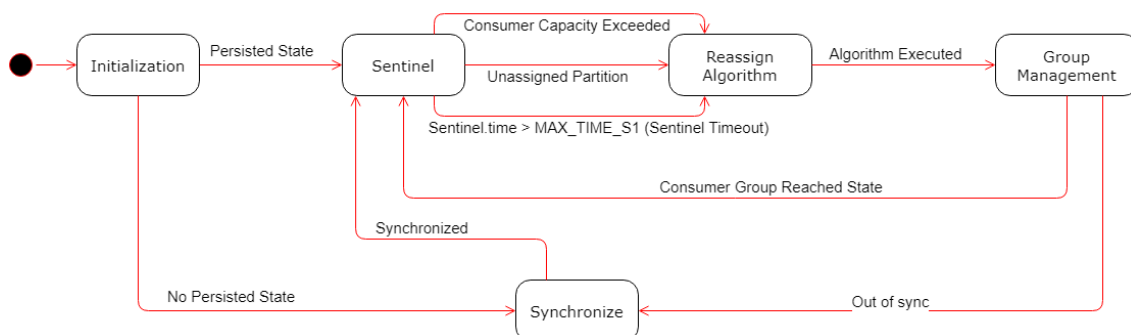 Consumer Capacity Exceeded
Persisted State
Initialization
Sentinel
Reassign
Algorithm
Algorithm Executed
Group
Management
Unassigned Partition
Sentinel.time > MAX_TIME_S1 (Sentinel Timeout)
Consumer Group Reached State
Synchronized
No Persisted State
Out of sync
Synchronize